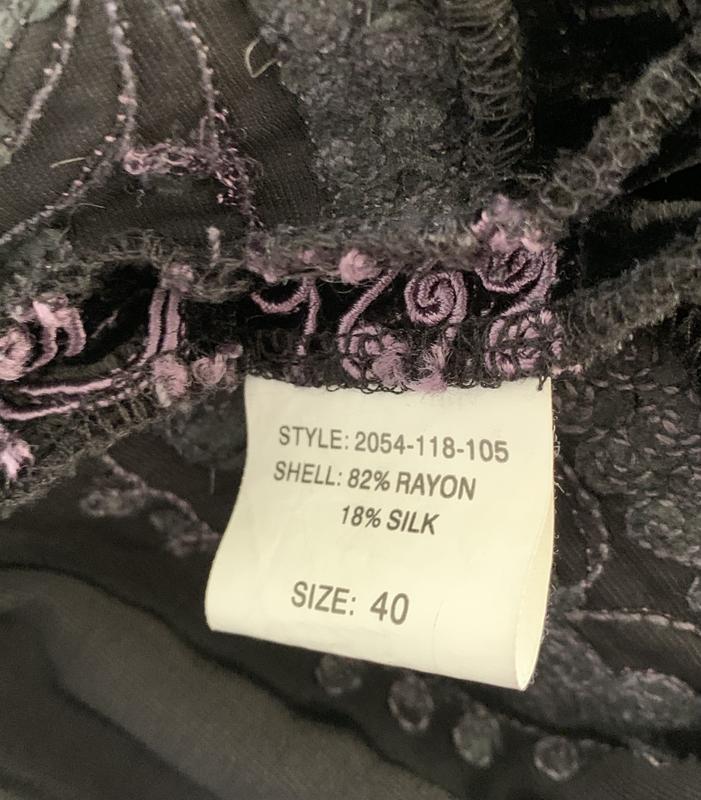 STYLE: 2054-118-105
SHELL: 82% RAYON
18% SILK
SIZE: 40